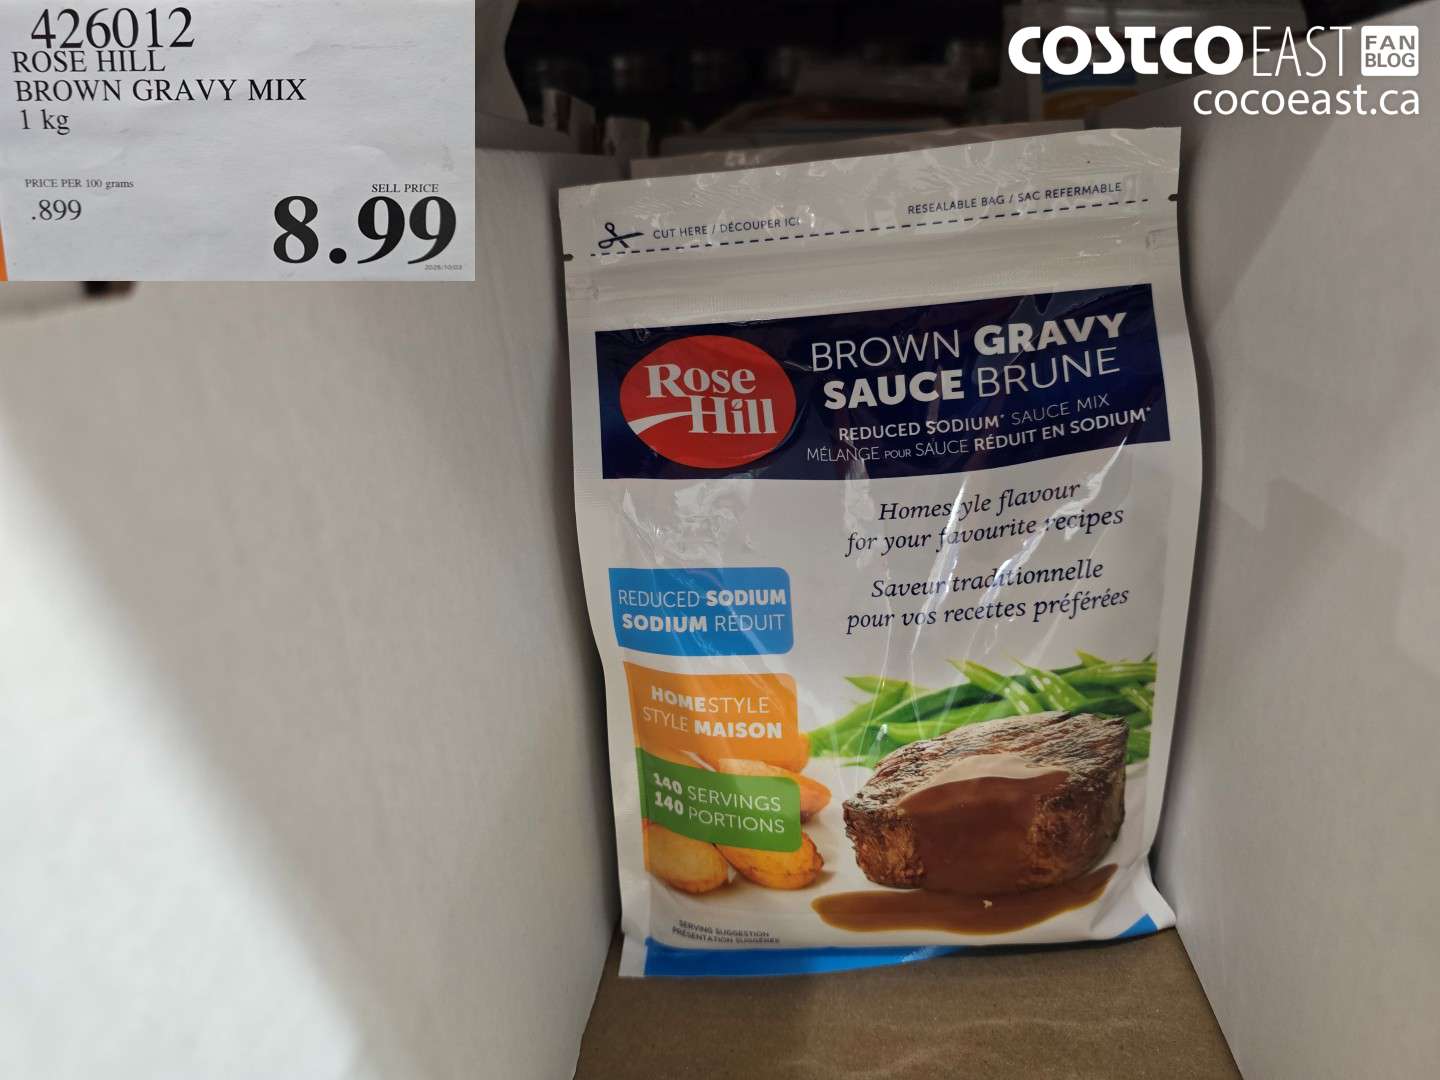 426012
ROSE HILL
BROWN GRAVY MIX
1 kg
PRICE PER 100 grams
.899
SELL PRICE
8.99
COSTCO EAST FAN BLOG
cocoeast.ca
CUT HERE / DÉCOUPER ICI
RESEALABLE BAG / SAC REFERMABLE
Rose Hill
BROWN GRAVY
SAUCE BRUNE
REDUCED SODIUM* SAUCE MIX
MÉLANGE POUR SAUCE RÉDUIT EN SODIUM*
Homestyle flavour
for your favourite recipes
Saveur traditionnelle
pour vos recettes préférées
REDUCED SODIUM
SODIUM RÉDUIT
HOMESTYLE
STYLE MAISON
140 SERVINGS
140 PORTIONS
SERVING SUGGESTION
PRÉSENTATION SUGGÉRÉE